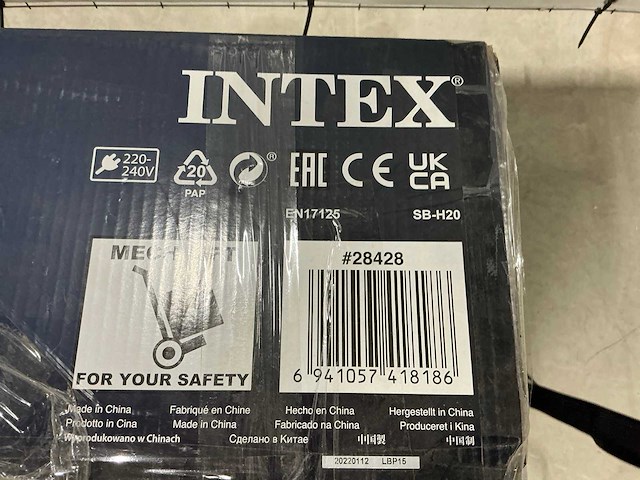 INTEX®
220-
240V
20
PAP
®
EAC
CE
UK
CA
EN17125
SB-H20
MECH LIFT
FOR YOUR SAFETY
#28428
6 941057 418186
Made in China Fabriqué en Chine Hecho en China Hergestellt in China
Prodotto in Cina Made in China Fabricado na China Produceret i Kina
Wyprodukowano w Chinach Сделано в Китае 中国製 中国制
20220112 LBP15